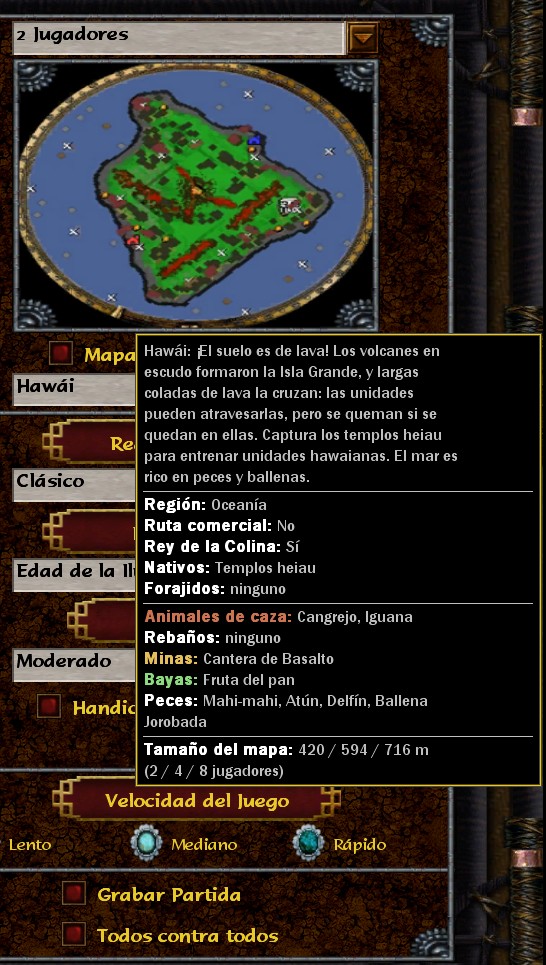 2 Jugadores
Mapa
Hawái
Clásico
Edad de la
Moderado
Handic
Hawái: ¡El suelo es de lava! Los volcanes en
escudo formaron la Isla Grande, y largas
coladas de lava la cruzan: las unidades
pueden atravesarlas, pero se queman si se
quedan en ellas. Captura los templos heiau
para entrenar unidades hawaianas. El mar es
rico en peces y ballenas.
Región: Oceanía
Ruta comercial: No
Rey de la Colina: Sí
Nativos: Templos heiau
Forajidos: ninguno
Animales de caza: Cangrejo, Iguana
Rebaños: ninguno
Minas: Cantera de Basalto
Bayas: Fruta del pan
Peces: Mahi-mahi, Atún, Delfín, Ballena
Jorobada
Tamaño del mapa: 420 / 594 / 716 m
(2 / 4 / 8 jugadores)
Velocidad del Juego
Lento Mediano Rápido
Grabar Partida
Todos contra todos